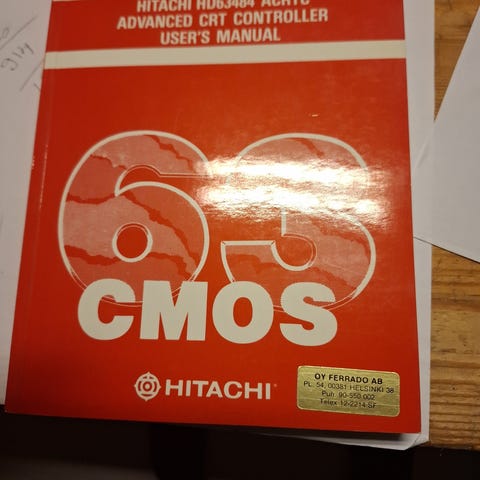 HITACHI HD63484 ACRTC
ADVANCED CRT CONTROLLER
USER'S MANUAL
63
CMOS
HITACHI
OY FERRADO AB
PL. 54, 00381 HELSINKI 38
Puh. 90-550 002
Telex 12-2214 SF